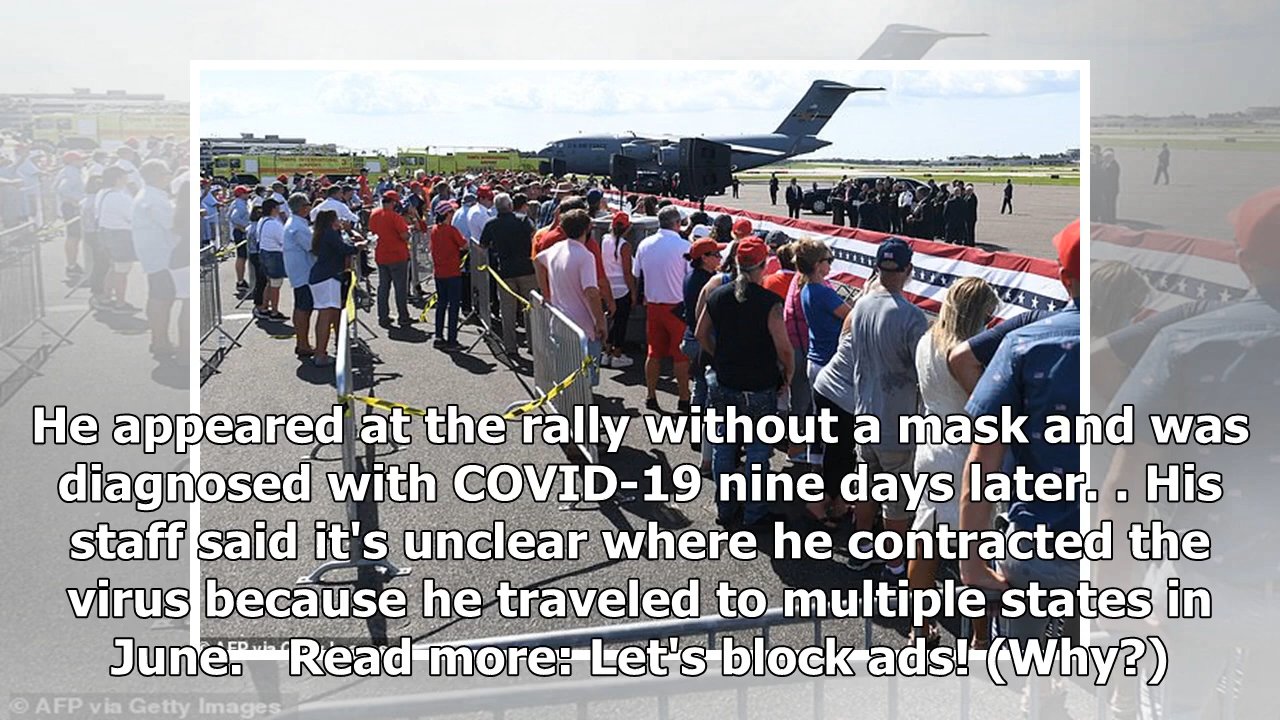 He appeared at the rally without a mask and was
diagnosed with COVID-19 nine days later. . His
staff said it's unclear where he contracted the
virus because he traveled to multiple states in
June. Read more: Let's block ads! (Why?)
© AFP via Getty Images